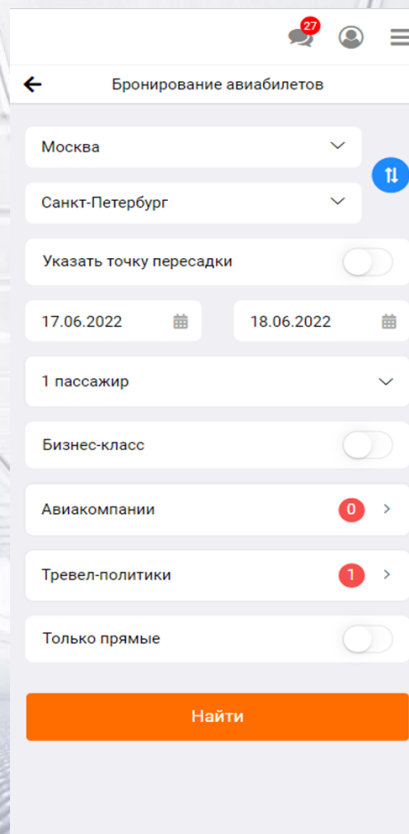 27
Бронирование авиабилетов
Москва
Санкт-Петербург
Указать точку пересадки
17.06.2022 18.06.2022
1 пассажир
Бизнес-класс
Авиакомпании 0
Тревел-политики 1
Только прямые
Найти